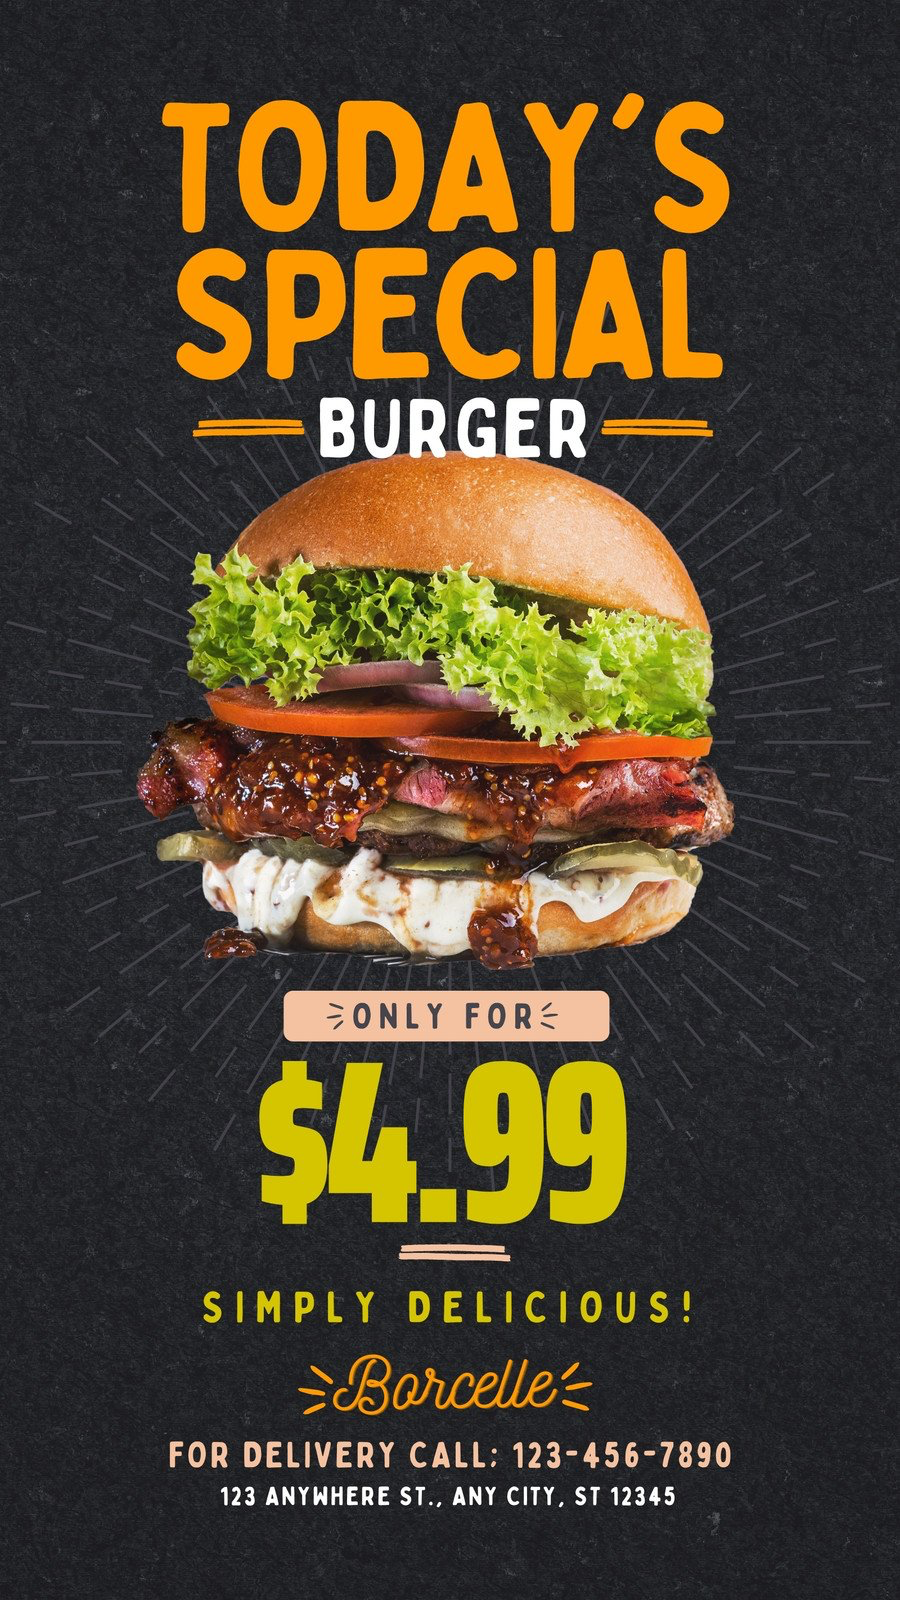 TODAY'S
SPECIAL
BURGER
ONLY FOR
$4.99
SIMPLY DELICIOUS!
Borcelle
FOR DELIVERY CALL: 123-456-7890
123 ANYWHERE ST., ANY CITY, ST 12345